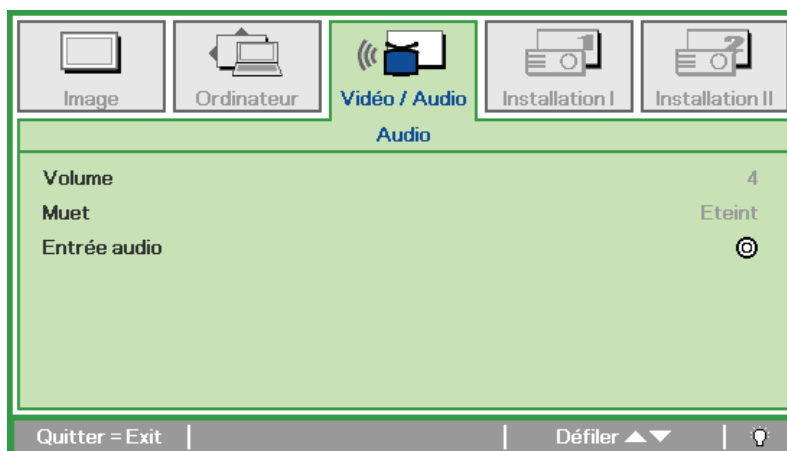 Image
Ordinateur
Vidéo / Audio
Installation I
Installation II
Audio
Volume 4
Muet Eteint
Entrée audio
Quitter = Exit Défiler